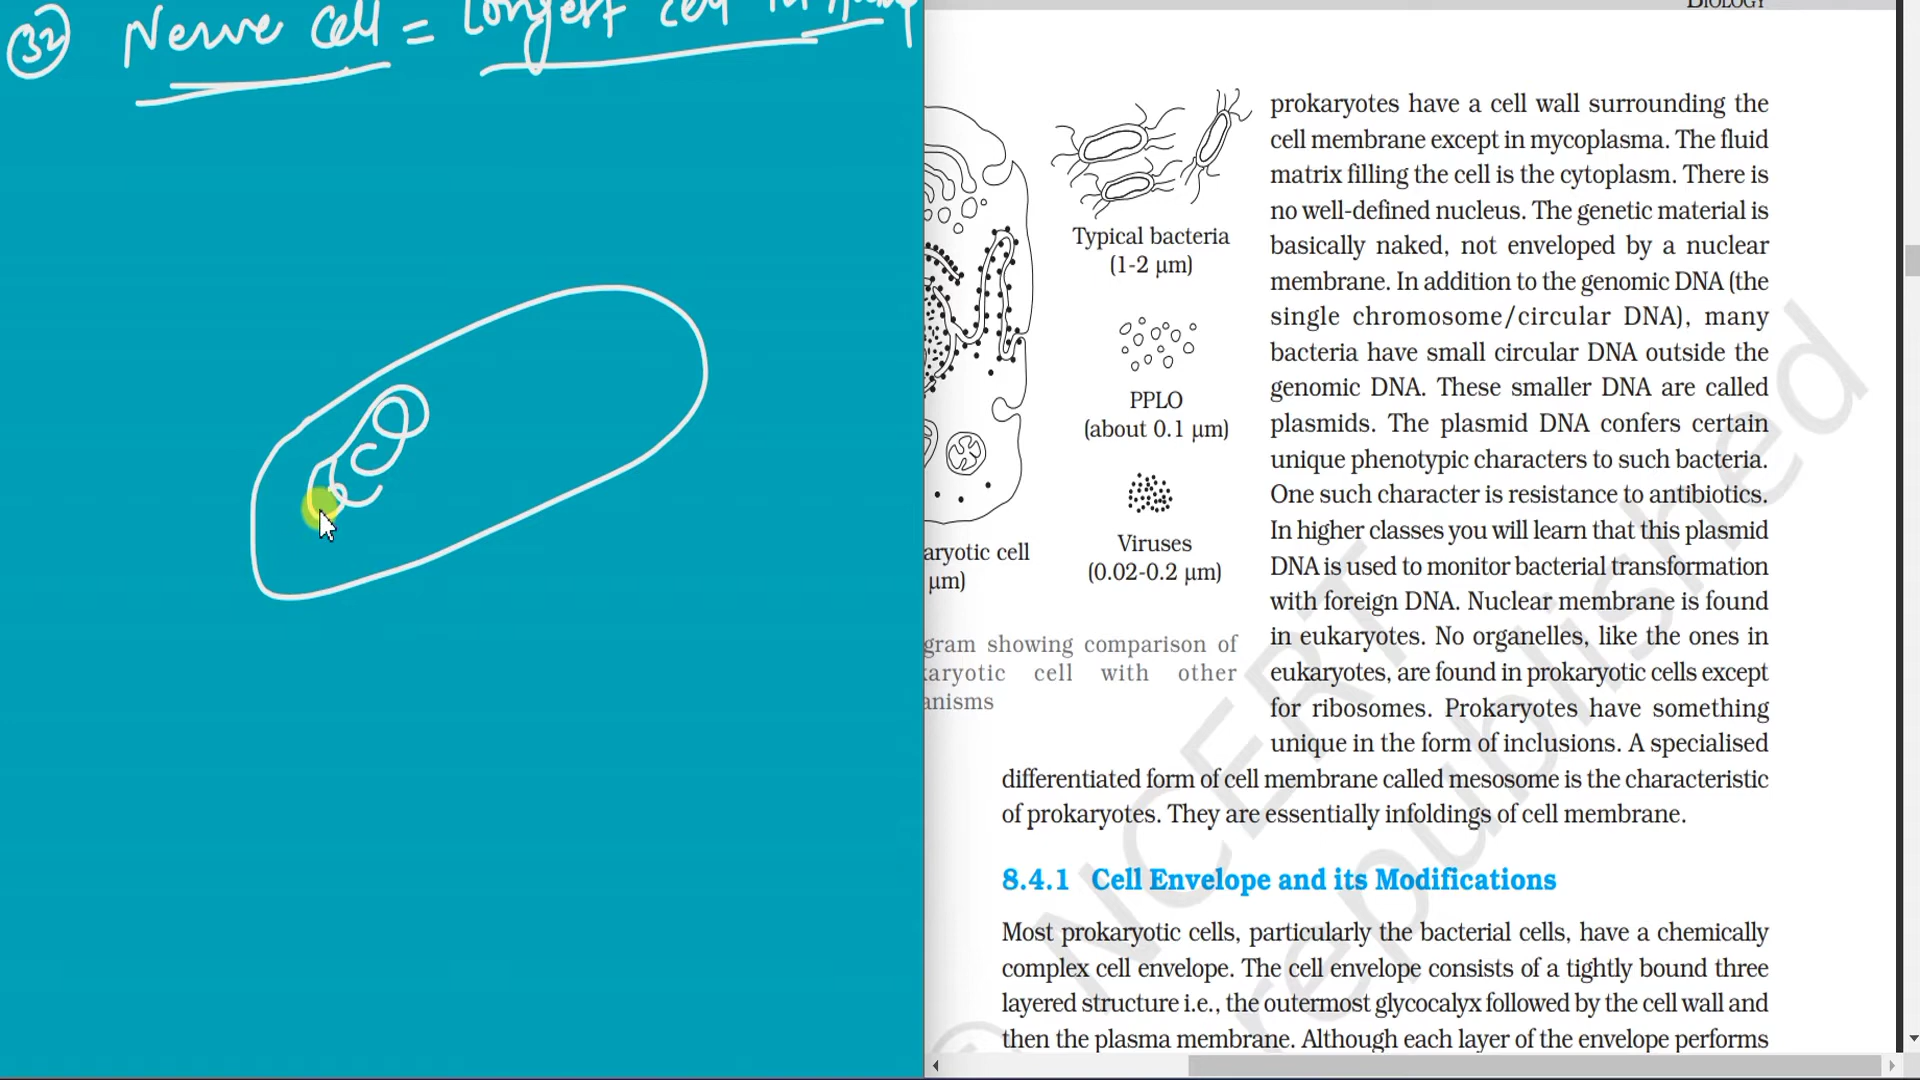 32 Nerve Cell = Longest cell in
BIOLOGY
Typical bacteria
(1-2 µm)
PPLO
(about 0.1 µm)
Viruses
(0.02-0.2 µm)
aryotic cell
µm)
gram showing comparison of
aryotic cell with other
anisms
prokaryotes have a cell wall surrounding the
cell membrane except in mycoplasma. The fluid
matrix filling the cell is the cytoplasm. There is
no well-defined nucleus. The genetic material is
basically naked, not enveloped by a nuclear
membrane. In addition to the genomic DNA (the
single chromosome/circular DNA), many
bacteria have small circular DNA outside the
genomic DNA. These smaller DNA are called
plasmids. The plasmid DNA confers certain
unique phenotypic characters to such bacteria.
One such character is resistance to antibiotics.
In higher classes you will learn that this plasmid
DNA is used to monitor bacterial transformation
with foreign DNA. Nuclear membrane is found
in eukaryotes. No organelles, like the ones in
eukaryotes, are found in prokaryotic cells except
for ribosomes. Prokaryotes have something
unique in the form of inclusions. A specialised
differentiated form of cell membrane called mesosome is the characteristic
of prokaryotes. They are essentially infoldings of cell membrane.
8.4.1 Cell Envelope and its Modifications
Most prokaryotic cells, particularly the bacterial cells, have a chemically
complex cell envelope. The cell envelope consists of a tightly bound three
layered structure i.e., the outermost glycocalyx followed by the cell wall and
then the plasma membrane. Although each layer of the envelope performs
© NCERT
republished